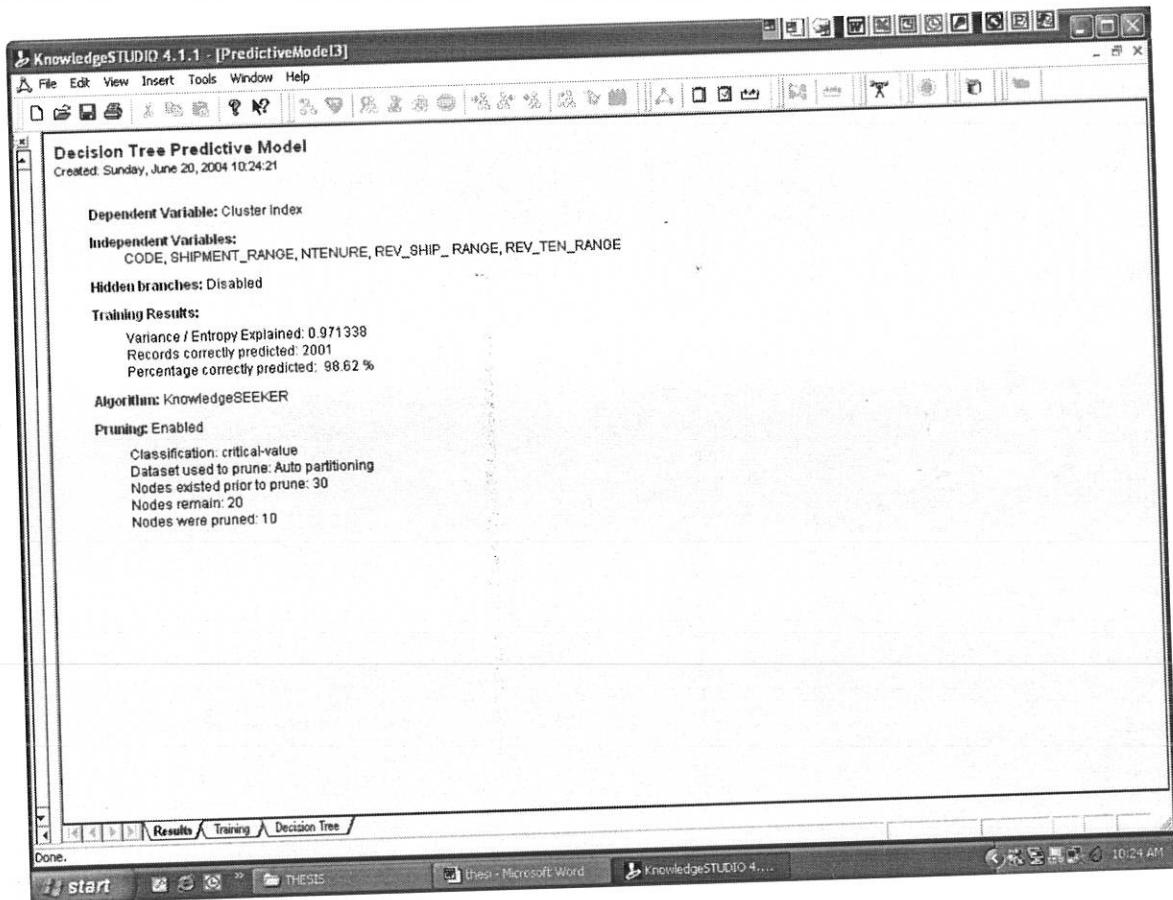 KnowledgeSTUDIO 4.1.1 - [PredictiveModel3]
File Edit View Insert Tools Window Help
Decision Tree Predictive Model
Created: Sunday, June 20, 2004 10:24:21
Dependent Variable: Cluster Index
Independent Variables:
CODE, SHIPMENT_RANGE, NTENURE, REV_SHIP_ RANGE, REV_TEN_RANGE
Hidden branches: Disabled
Training Results:
Variance / Entropy Explained: 0.971338
Records correctly predicted: 2001
Percentage correctly predicted: 98.62 %
Algorithm: KnowledgeSEEKER
Pruning: Enabled
Classification: critical-value
Dataset used to prune: Auto partitioning
Nodes existed prior to prune: 30
Nodes remain: 20
Nodes were pruned: 10
Results Training Decision Tree
Done.
start THESIS thesi - Microsoft Word KnowledgeSTUDIO 4.... 10:24 AM